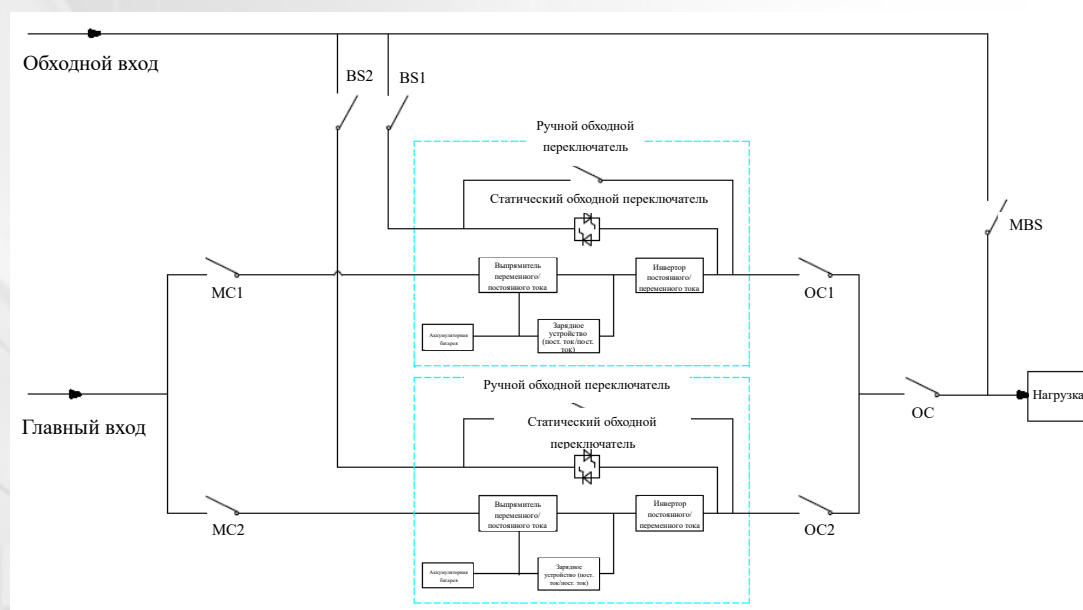 Обходной вход
BS2
BS1
Ручной обходной
переключатель
Статический обходной переключатель
MBS
Выпрямитель
переменного/
постоянного тока
Инвертор
постоянного/
переменного тока
MC1
OC1
Аккумуляторная
батарея
Зарядное
устройство
(пост. ток/пост.
ток)
Ручной обходной переключатель
Главный вход
Статический обходной
переключатель
OC
Нагрузка
Выпрямитель
переменного/
постоянного тока
Инвертор
постоянного/
переменного тока
MC2
OC2
Аккумуляторная
батарея
Зарядное
устройство (пост.
ток/пост. ток)